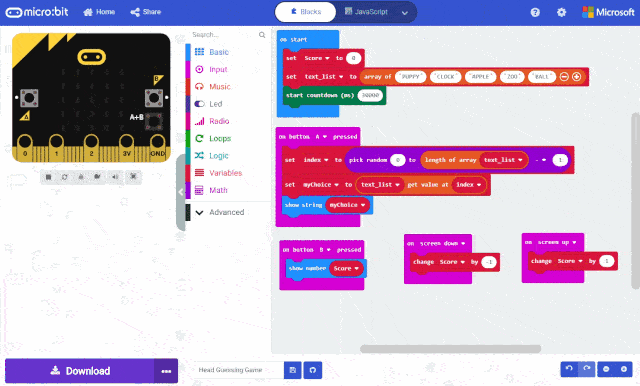 micro:bit Home Share Blocks JavaScript Microsoft
Search...
Basic
Input
Music
Led
Radio
Loops
Logic
Variables
Math
Advanced
B
A
A+B
0 1 2 3V GND
on start
set Score to 0
set text_list to array of "PUPPY" "CLOCK" "APPLE" "ZOO" "BALL"
start countdown (ms) 30000
on button A pressed
set index to pick random 0 to length of array text_list - 1
set myChoice to text_list get value at index
show string myChoice
on button B pressed
show number Score
on screen down
change Score by -1
on screen up
change Score by 1
Download
Head Guessing Game